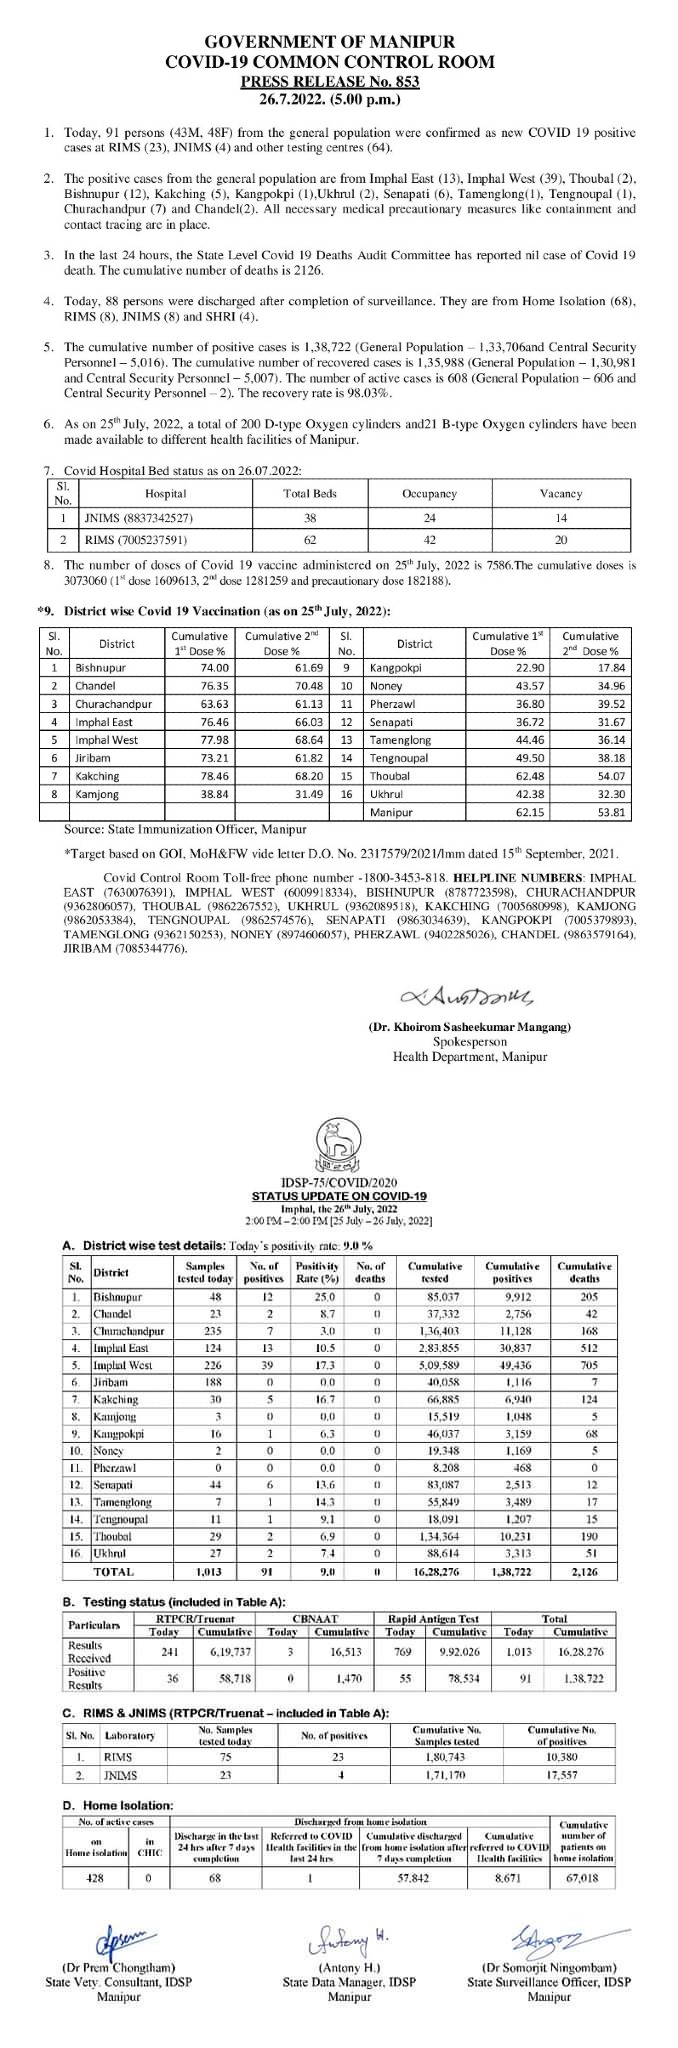 GOVERNMENT OF MANIPUR
COVID-19 COMMON CONTROL ROOM
PRESS RELEASE No. 853
26.7.2022. (5.00 p.m.)
1. Today, 91 persons (43M, 48F) from the general population were confirmed as new COVID 19 positive
cases at RIMS (23), JNIMS (4) and other testing centres (64).
2. The positive cases from the general population are from Imphal East (13), Imphal West (39), Thoubal (2),
Bishnupur (12), Kakching (5), Kangpokpi (1),Ukhrul (2), Senapati (6), Tamenglong(1), Tengnoupal (1),
Churachandpur (7) and Chandel(2). All necessary medical precautionary measures like containment and
contact tracing are in place.
3. In the last 24 hours, the State Level Covid 19 Deaths Audit Committee has reported nil case of Covid 19
death. The cumulative number of deaths is 2126.
4. Today, 88 persons were discharged after completion of surveillance. They are from Home Isolation (68),
RIMS (8), JNIMS (8) and SHRI (4).
5. The cumulative number of positive cases is 1,38,722 (General Population – 1,33,706and Central Security
Personnel – 5,016). The cumulative number of recovered cases is 1,35,988 (General Population – 1,30,981
and Central Security Personnel – 5,007). The number of active cases is 608 (General Population – 606 and
Central Security Personnel – 2). The recovery rate is 98.03%.
6. As on 25th July, 2022, a total of 200 D-type Oxygen cylinders and21 B-type Oxygen cylinders have been
made available to different health facilities of Manipur.
7. Covid Hospital Bed status as on 26.07.2022:
Sl. No. Hospital Total Beds Occupancy Vacancy
1 JNIMS (8837342527) 38 24 14
2 RIMS (7005237591) 62 42 20
8. The number of doses of Covid 19 vaccine administered on 25th July, 2022 is 7586.The cumulative doses is
3073060 (1st dose 1609613, 2nd dose 1281259 and precautionary dose 182188).
*9. District wise Covid 19 Vaccination (as on 25th July, 2022):
Sl. No. District Cumulative 1st Dose % Cumulative 2nd Dose % Sl. No. District Cumulative 1st Dose % Cumulative 2nd Dose %
1 Bishnupur 74.00 61.69 9 Kangpokpi 22.90 17.84
2 Chandel 76.35 70.48 10 Noney 43.57 34.96
3 Churachandpur 63.63 61.13 11 Pherzawl 36.80 39.52
4 Imphal East 76.46 66.03 12 Senapati 36.72 31.67
5 Imphal West 77.98 68.64 13 Tamenglong 44.46 36.14
6 Jiribam 73.21 61.82 14 Tengnoupal 49.50 38.18
7 Kakching 78.46 68.20 15 Thoubal 62.48 54.07
8 Kamjong 38.84 31.49 16 Ukhrul 42.38 32.30
Manipur 62.15 53.81
Source: State Immunization Officer, Manipur
*Target based on GOI, MoH&FW vide letter D.O. No. 2317579/2021/Imm dated 15th September, 2021.
Covid Control Room Toll-free phone number -1800-3453-818. HELPLINE NUMBERS: IMPHAL
EAST (7630076391), IMPHAL WEST (6009918334), BISHNUPUR (8787723598), CHURACHANDPUR
(9362806057), THOUBAL (9862267552), UKHRUL (9362089518), KAKCHING (7005680998), KAMJONG
(9862053384), TENGNOUPAL (9862574576), SENAPATI (9863034639), KANGPOKPI (7005379893),
TAMENGLONG (9362150253), NONEY (8974606057), PHERZAWL (9402285026), CHANDEL (9863579164),
JIRIBAM (7085344776).
(Dr. Khoirom Sasheekumar Mangang)
Spokesperson
Health Department, Manipur
IDSP-75/COVID/2020
STATUS UPDATE ON COVID-19
Imphal, the 26th July, 2022
2:00 PM – 2:00 PM [25 July – 26 July, 2022]
A. District wise test details: Today's positivity rate: 9.0 %
Sl. No. District Samples tested today No. of positives Positivity Rate (%) No. of deaths Cumulative tested Cumulative positives Cumulative deaths
1. Bishnupur 48 12 25.0 0 85,037 9,912 205
2. Chandel 23 2 8.7 0 37,332 2,756 42
3. Churachandpur 235 7 3.0 0 1,36,403 11,128 168
4. Imphal East 124 13 10.5 0 2,83,855 30,837 512
5. Imphal West 226 39 17.3 0 5,09,589 49,436 705
6. Jiribam 188 0 0.0 0 40,058 1,116 7
7. Kakching 30 5 16.7 0 66,885 6,940 124
8. Kamjong 3 0 0.0 0 15,519 1,048 5
9. Kangpokpi 16 1 6.3 0 46,037 3,159 68
10. Noney 2 0 0.0 0 19,348 1,169 5
11. Pherzawl 0 0 0.0 0 8,208 468 0
12. Senapati 44 6 13.6 0 83,087 2,513 12
13. Tamenglong 7 1 14.3 0 55,849 3,489 17
14. Tengnoupal 11 1 9.1 0 18,091 1,207 15
15. Thoubal 29 2 6.9 0 1,34,364 10,231 190
16. Ukhrul 27 2 7.4 0 88,614 3,313 51
TOTAL 1,013 91 9.0 0 16,28,276 1,38,722 2,126
B. Testing status (included in Table A):
Particulars RTPCR/Truenat CBNAAT Rapid Antigen Test Total
Today Cumulative Today Cumulative Today Cumulative Today Cumulative
Results Received 241 6,19,737 3 16,513 769 9,92,026 1,013 16,28,276
Positive Results 36 58,718 0 1,470 55 78,534 91 1,38,722
C. RIMS & JNIMS (RTPCR/Truenat – included in Table A):
Sl. No. Laboratory No. Samples tested today No. of positives Cumulative No. Samples tested Cumulative No. of positives
1. RIMS 75 23 1,80,743 10,380
2. JNIMS 23 4 1,71,170 17,557
D. Home Isolation:
No. of active cases Discharged from home isolation Cumulative number of patients on home isolation
on Home isolation in CHIC Discharge in the last 24 hrs after 7 days completion Referred to COVID Health facilities in the last 24 hrs Cumulative discharged from home isolation after 7 days completion Cumulative referred to COVID Health facilities
428 0 68 1 57,842 8,671 67,018
Antony H.
(Dr Prem Chongtham) (Antony H.) (Dr Somorjit Ningombam)
State Vety. Consultant, IDSP State Data Manager, IDSP State Surveillance Officer, IDSP
Manipur Manipur Manipur